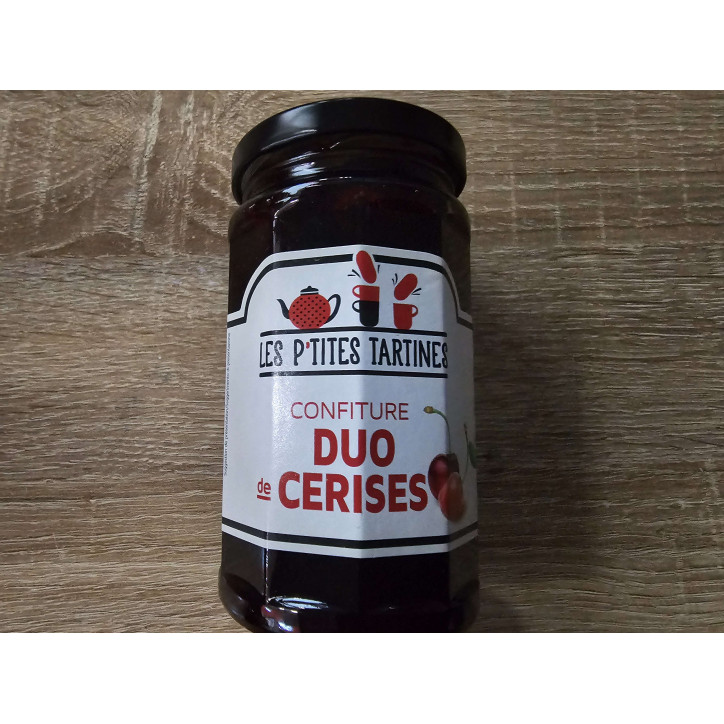 LES P'TITES TARTINES
CONFITURE
DUO
de CERISES